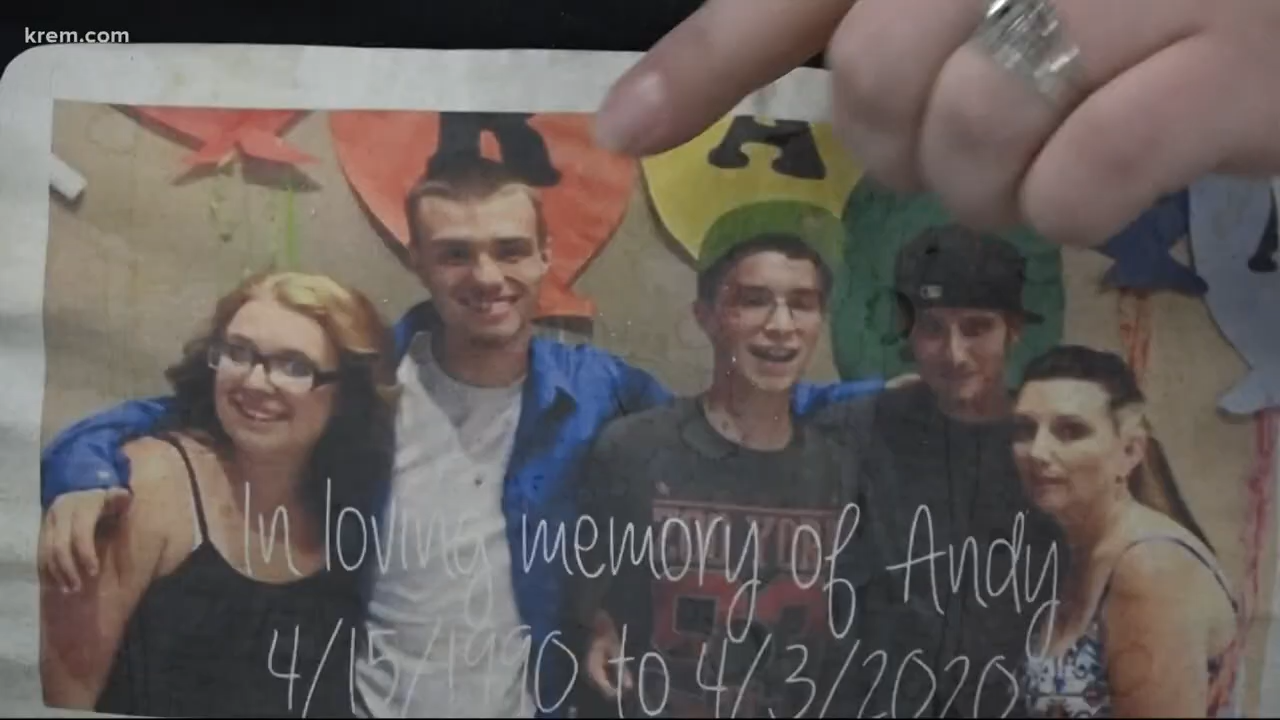 krem.com
R A
In loving memory of Andy
4/15/1990 to 4/3/2020